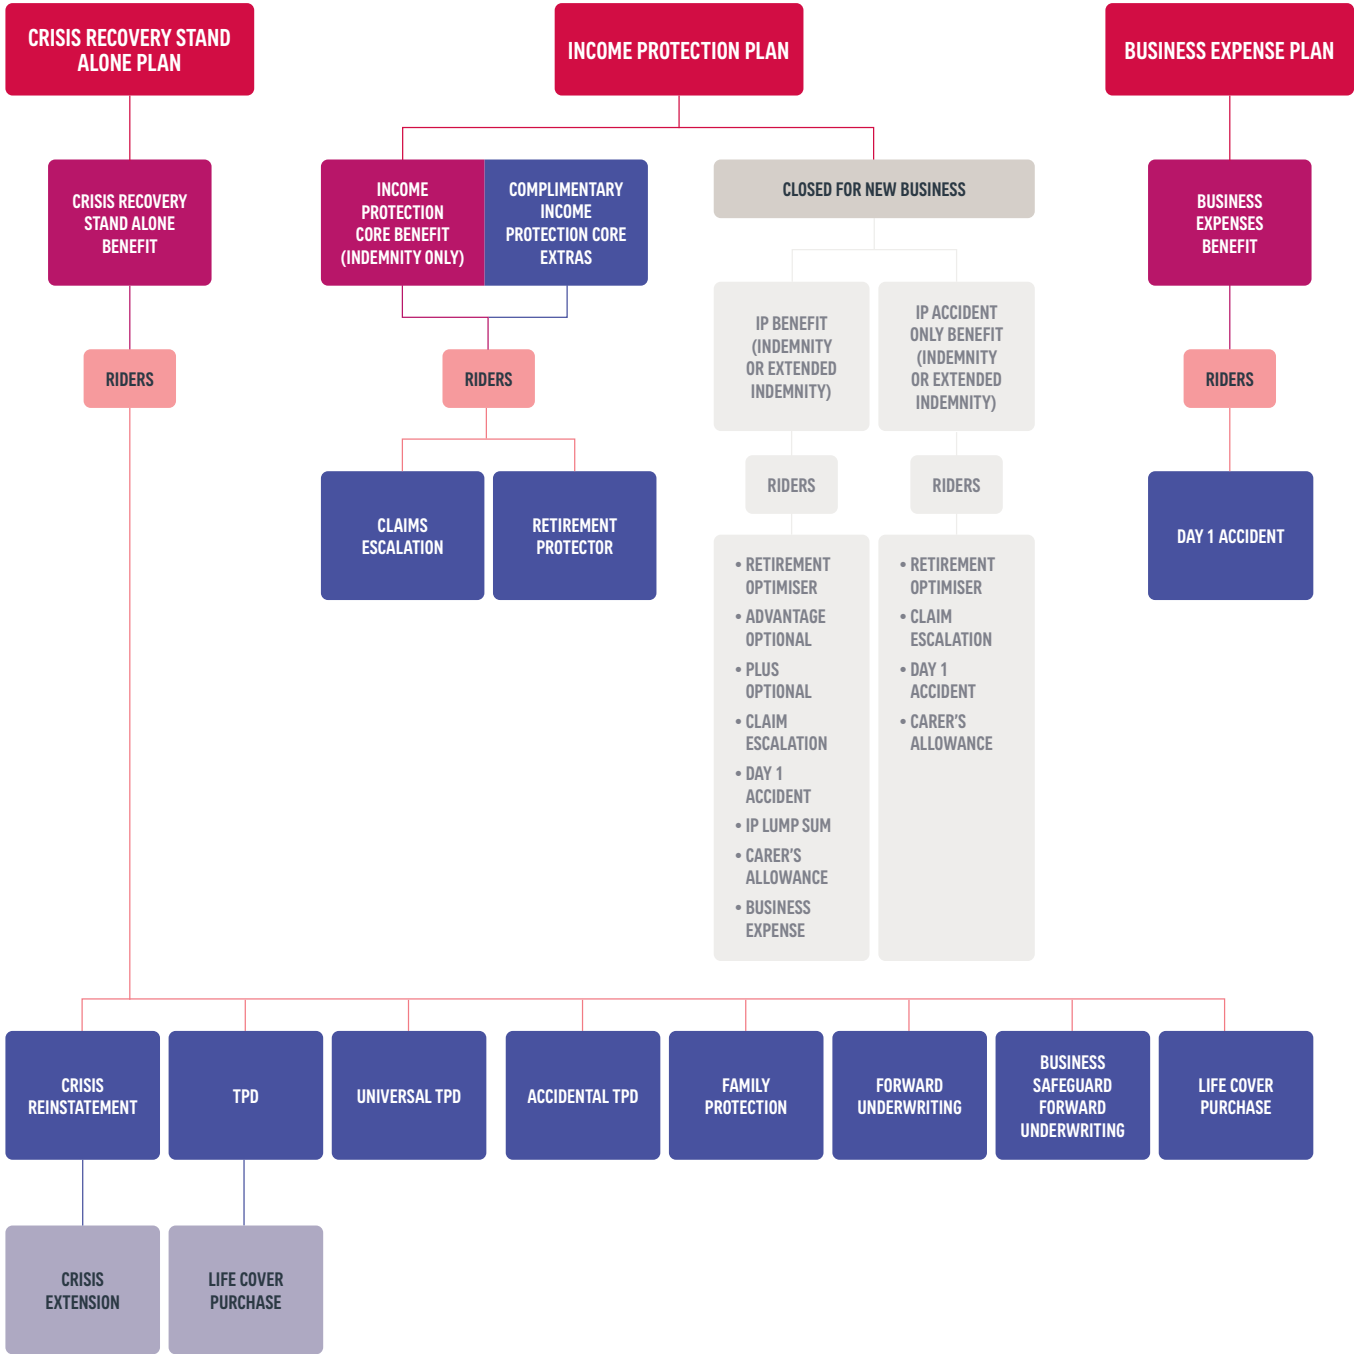 CRISIS RECOVERY STAND
ALONE PLAN
INCOME PROTECTION PLAN
BUSINESS EXPENSE PLAN
CRISIS RECOVERY
STAND ALONE
BENEFIT
INCOME
PROTECTION
CORE BENEFIT
(INDEMNITY ONLY)
COMPLIMENTARY
INCOME
PROTECTION CORE
EXTRAS
CLOSED FOR NEW BUSINESS
BUSINESS
EXPENSES
BENEFIT
IP BENEFIT
(INDEMNITY
OR EXTENDED
INDEMNITY)
IP ACCIDENT
ONLY BENEFIT
(INDEMNITY
OR EXTENDED
INDEMNITY)
RIDERS
RIDERS
RIDERS
RIDERS
RIDERS
CLAIMS
ESCALATION
RETIREMENT
PROTECTOR
DAY 1 ACCIDENT
• RETIREMENT
OPTIMISER
• ADVANTAGE
OPTIONAL
• PLUS
OPTIONAL
• CLAIM
ESCALATION
• DAY 1
ACCIDENT
• IP LUMP SUM
• CARER'S
ALLOWANCE
• BUSINESS
EXPENSE
• RETIREMENT
OPTIMISER
• CLAIM
ESCALATION
• DAY 1
ACCIDENT
• CARER'S
ALLOWANCE
CRISIS
REINSTATEMENT
TPD
UNIVERSAL TPD
ACCIDENTAL TPD
FAMILY
PROTECTION
FORWARD
UNDERWRITING
BUSINESS
SAFEGUARD
FORWARD
UNDERWRITING
LIFE COVER
PURCHASE
CRISIS
EXTENSION
LIFE COVER
PURCHASE